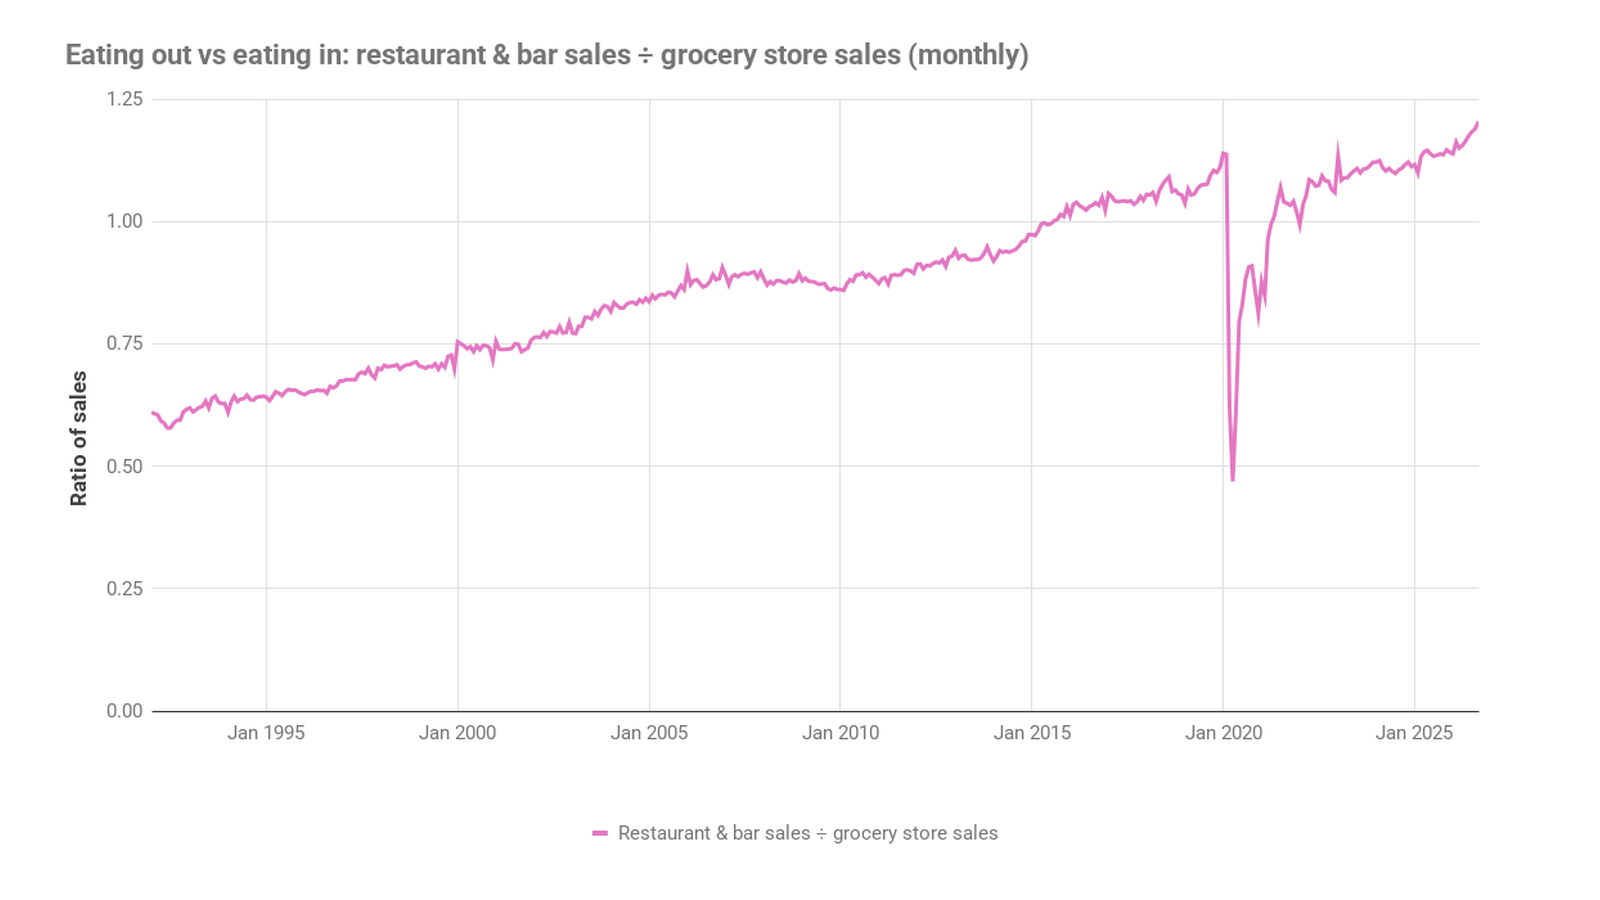 Eating out vs eating in: restaurant & bar sales ÷ grocery store sales (monthly)
1.25
1.00
0.75
0.50
0.25
0.00
Ratio of sales
Jan 1995 Jan 2000 Jan 2005 Jan 2010 Jan 2015 Jan 2020 Jan 2025
Restaurant & bar sales ÷ grocery store sales